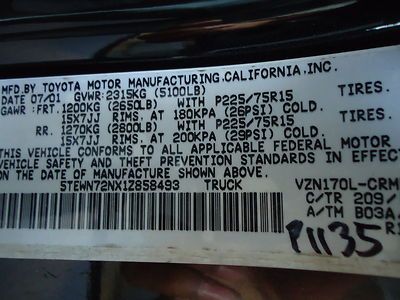 MFD.BY TOYOTA MOTOR MANUFACTURING,CALIFORNIA,INC.
DATE 07/01 GVWR 2315KG (5100LB)
GAWR: FRT. 1200KG (2650LB) WITH P225/75R15 TIRES.
15X7JJ RIMS. AT 180KPA (26PSI) COLD.
RR. 1270KG (2800LB) WITH P225/75R15 TIRES.
15X7JJ RIMS. AT 200KPA (29PSI) COLD.
THIS VEHICLE CONFORMS TO ALL APPLICABLE FEDERAL MOTOR
VEHICLE SAFETY AND THEFT PREVENTION STANDARDS IN EFFECT
ON THE DATE OF MANUFACTURE SHOWN ABOVE.
5TEWN72NX1Z858493 TRUCK VZN170L-CRM
C/TR 209/
A/TM B03A
P1135